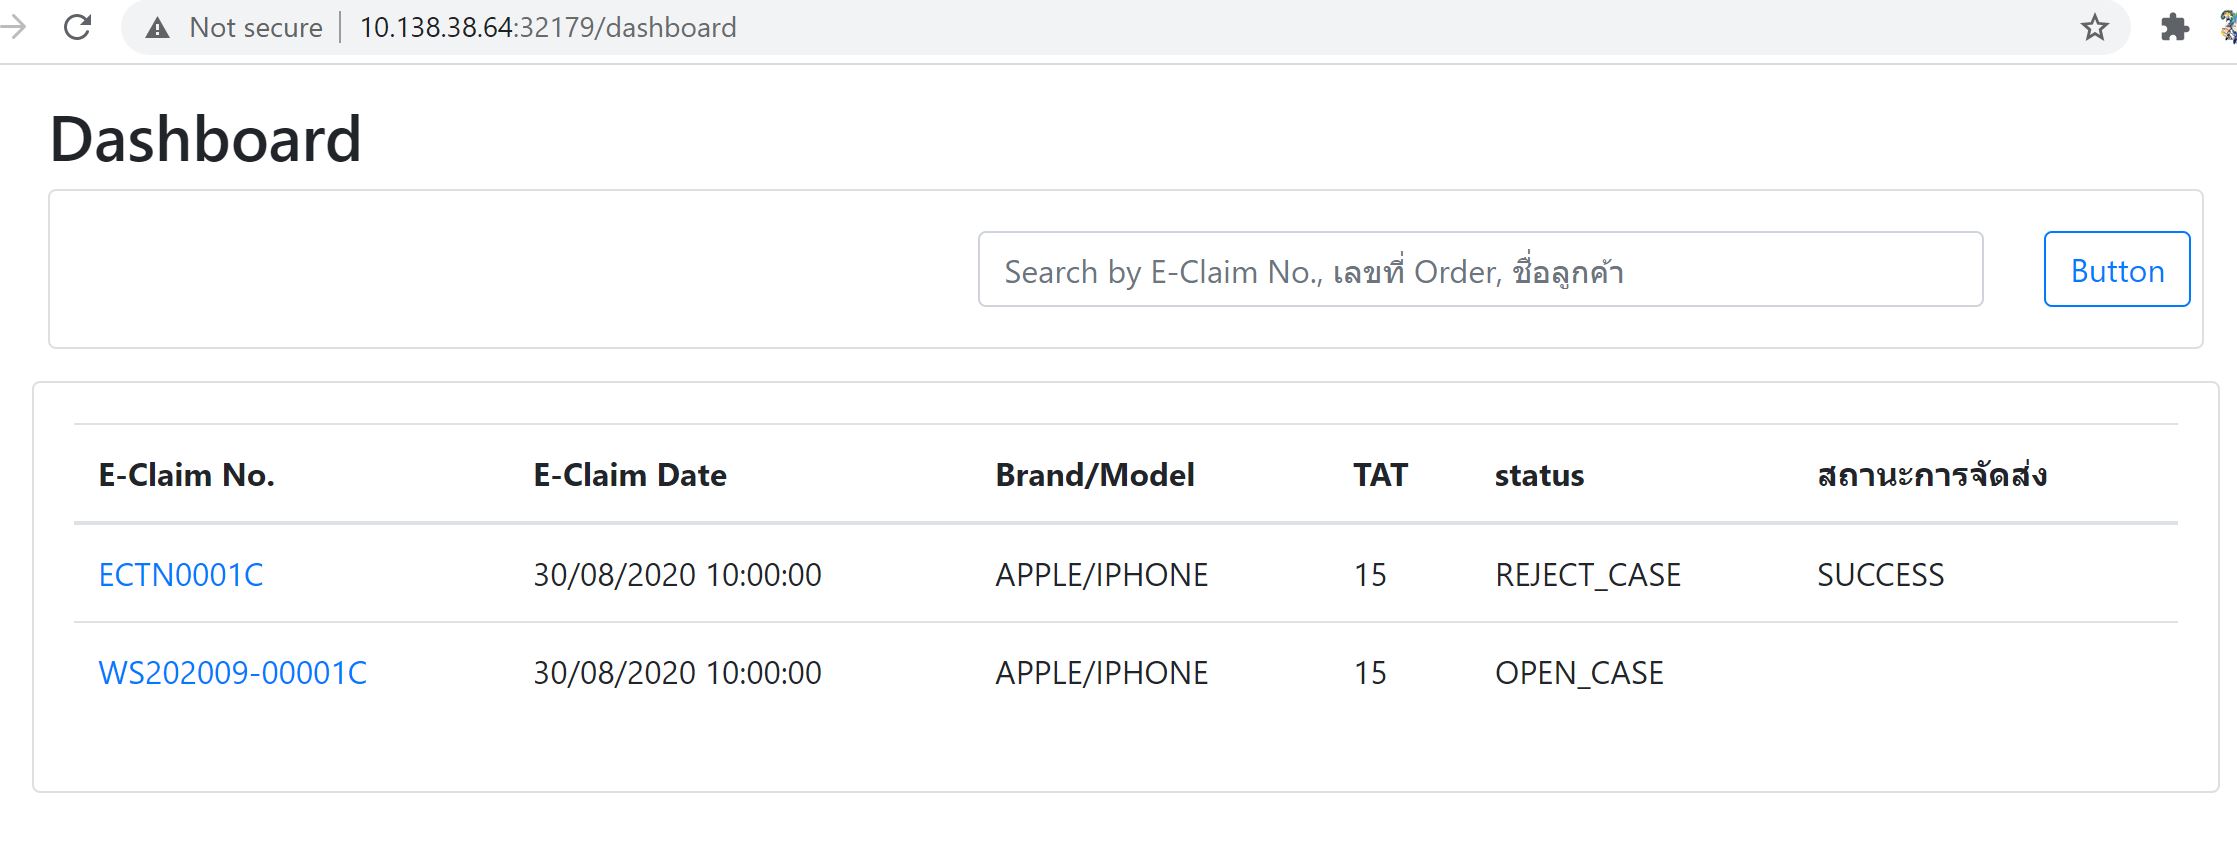 Not secure 10.138.38.64:32179/dashboard
Dashboard
Search by E-Claim No., เลขที่ Order, ชื่อลูกค้า Button
E-Claim No. E-Claim Date Brand/Model TAT status สถานะการจัดส่ง
ECTN0001C 30/08/2020 10:00:00 APPLE/IPHONE 15 REJECT_CASE SUCCESS
WS202009-00001C 30/08/2020 10:00:00 APPLE/IPHONE 15 OPEN_CASE